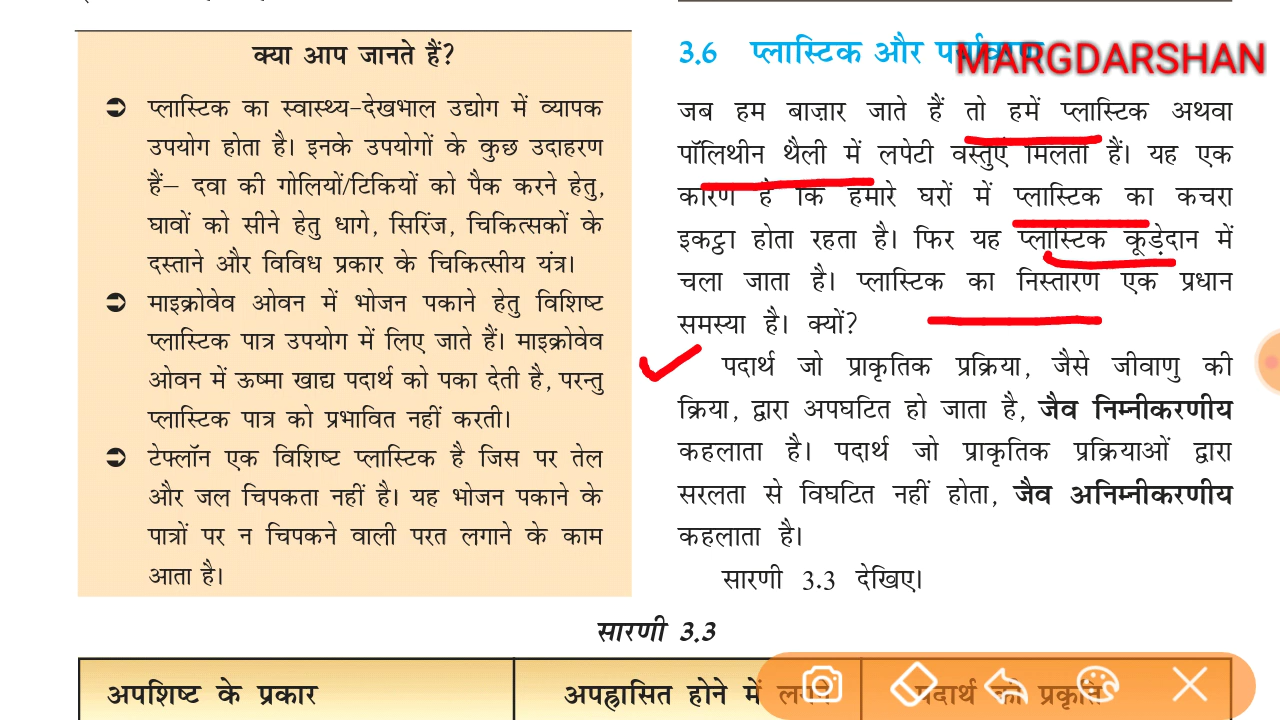 क्या आप जानते हैं?
➲ प्लास्टिक का स्वास्थ्य-देखभाल उद्योग में व्यापक
उपयोग होता है। इनके उपयोगों के कुछ उदाहरण
हैं– दवा की गोलियों/टिकियों को पैक करने हेतु,
घावों को सीने हेतु धागे, सिरिंज, चिकित्सकों के
दस्ताने और विविध प्रकार के चिकित्सीय यंत्र।
➲ माइक्रोवेव ओवन में भोजन पकाने हेतु विशिष्ट
प्लास्टिक पात्र उपयोग में लिए जाते हैं। माइक्रोवेव
ओवन में ऊष्मा खाद्य पदार्थ को पका देती है, परन्तु
प्लास्टिक पात्र को प्रभावित नहीं करती।
➲ टेफ्लॉन एक विशिष्ट प्लास्टिक है जिस पर तेल
और जल चिपकता नहीं है। यह भोजन पकाने के
पात्रों पर न चिपकने वाली परत लगाने के काम
आता है।
3.6 प्लास्टिक और
MARGDARSHAN
जब हम बाज़ार जाते हैं तो हमें प्लास्टिक अथवा
पॉलिथीन थैली में लपेटी वस्तुएँ मिलती हैं। यह एक
कारण है कि हमारे घरों में प्लास्टिक का कचरा
इकट्ठा होता रहता है। फिर यह प्लास्टिक कूड़ेदान में
चला जाता है। प्लास्टिक का निस्तारण एक प्रधान
समस्या है। क्यों?
पदार्थ जो प्राकृतिक प्रक्रिया, जैसे जीवाणु की
क्रिया, द्वारा अपघटित हो जाता है, जैव निम्नीकरणीय
कहलाता है। पदार्थ जो प्राकृतिक प्रक्रियाओं द्वारा
सरलता से विघटित नहीं होता, जैव अनिम्नीकरणीय
कहलाता है।
सारणी 3.3 देखिए।
सारणी 3.3
अपशिष्ट के प्रकार
अपह्रासित होने में लगने
पदार्थ की प्रकृति